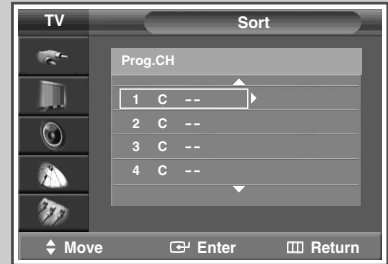 TV Sort
Prog.CH
1 C --
2 C --
3 C --
4 C --
Move Enter Return